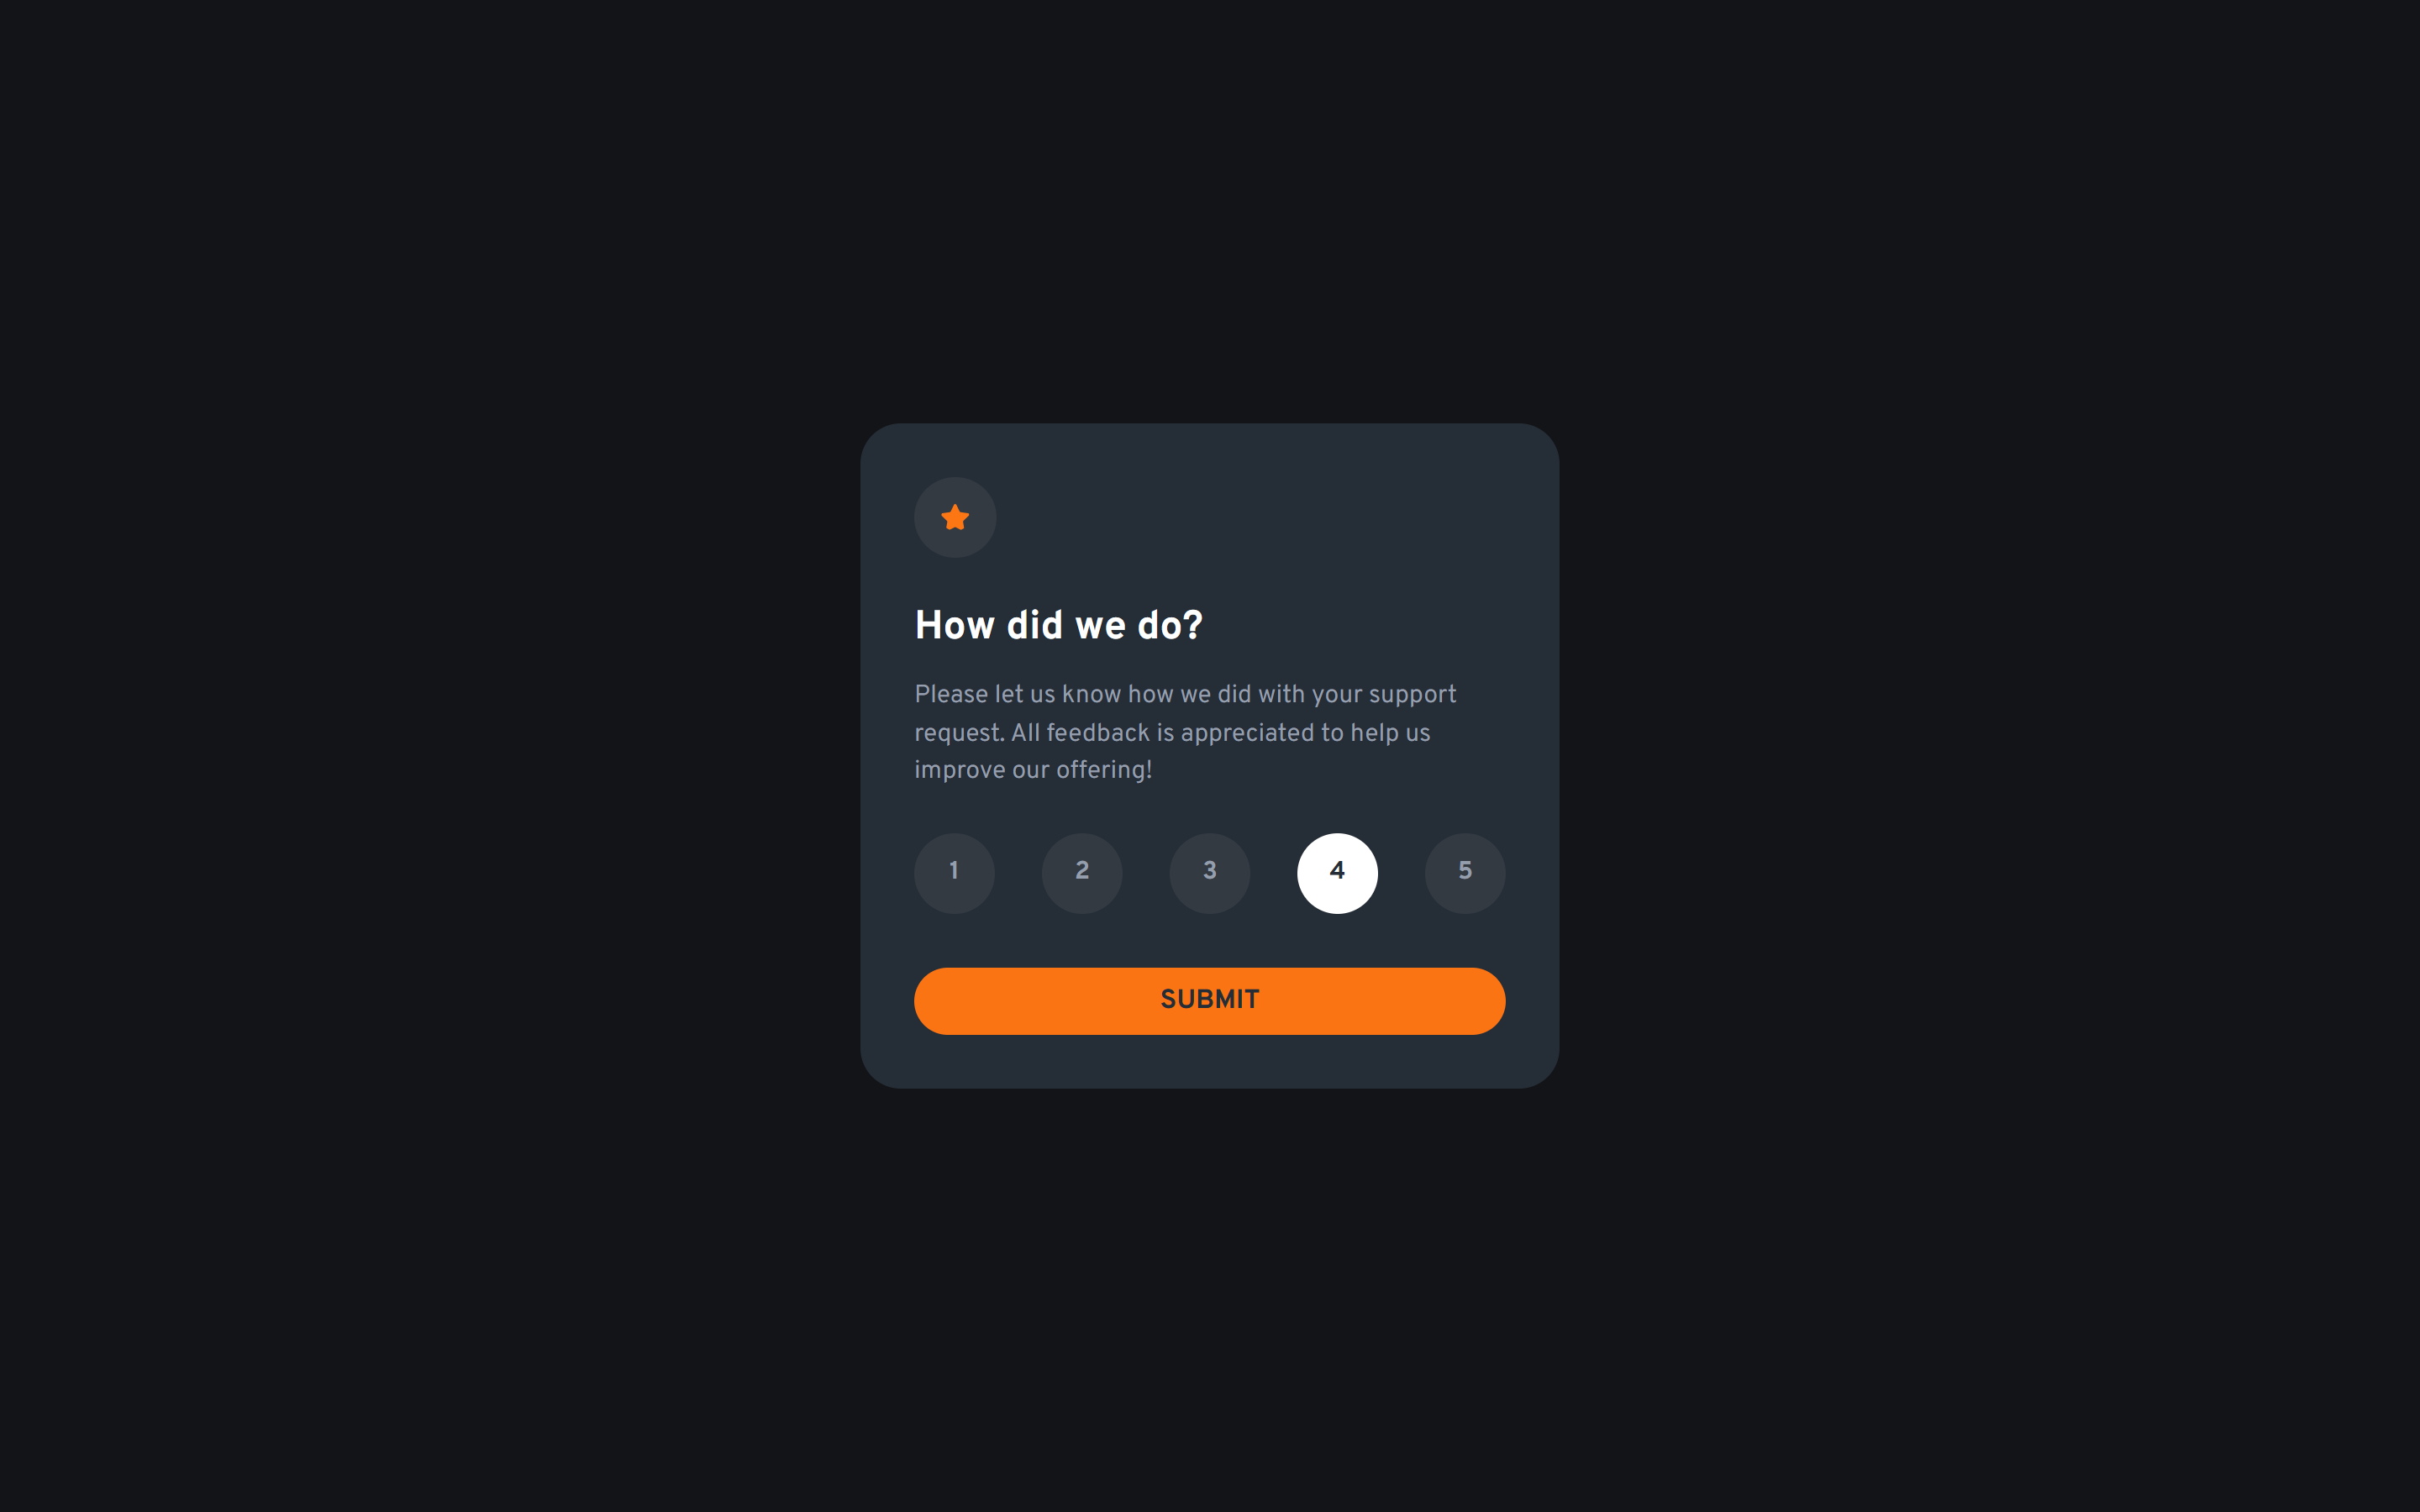 How did we do?
Please let us know how we did with your support
request. All feedback is appreciated to help us
improve our offering!
1 2 3 4 5
SUBMIT